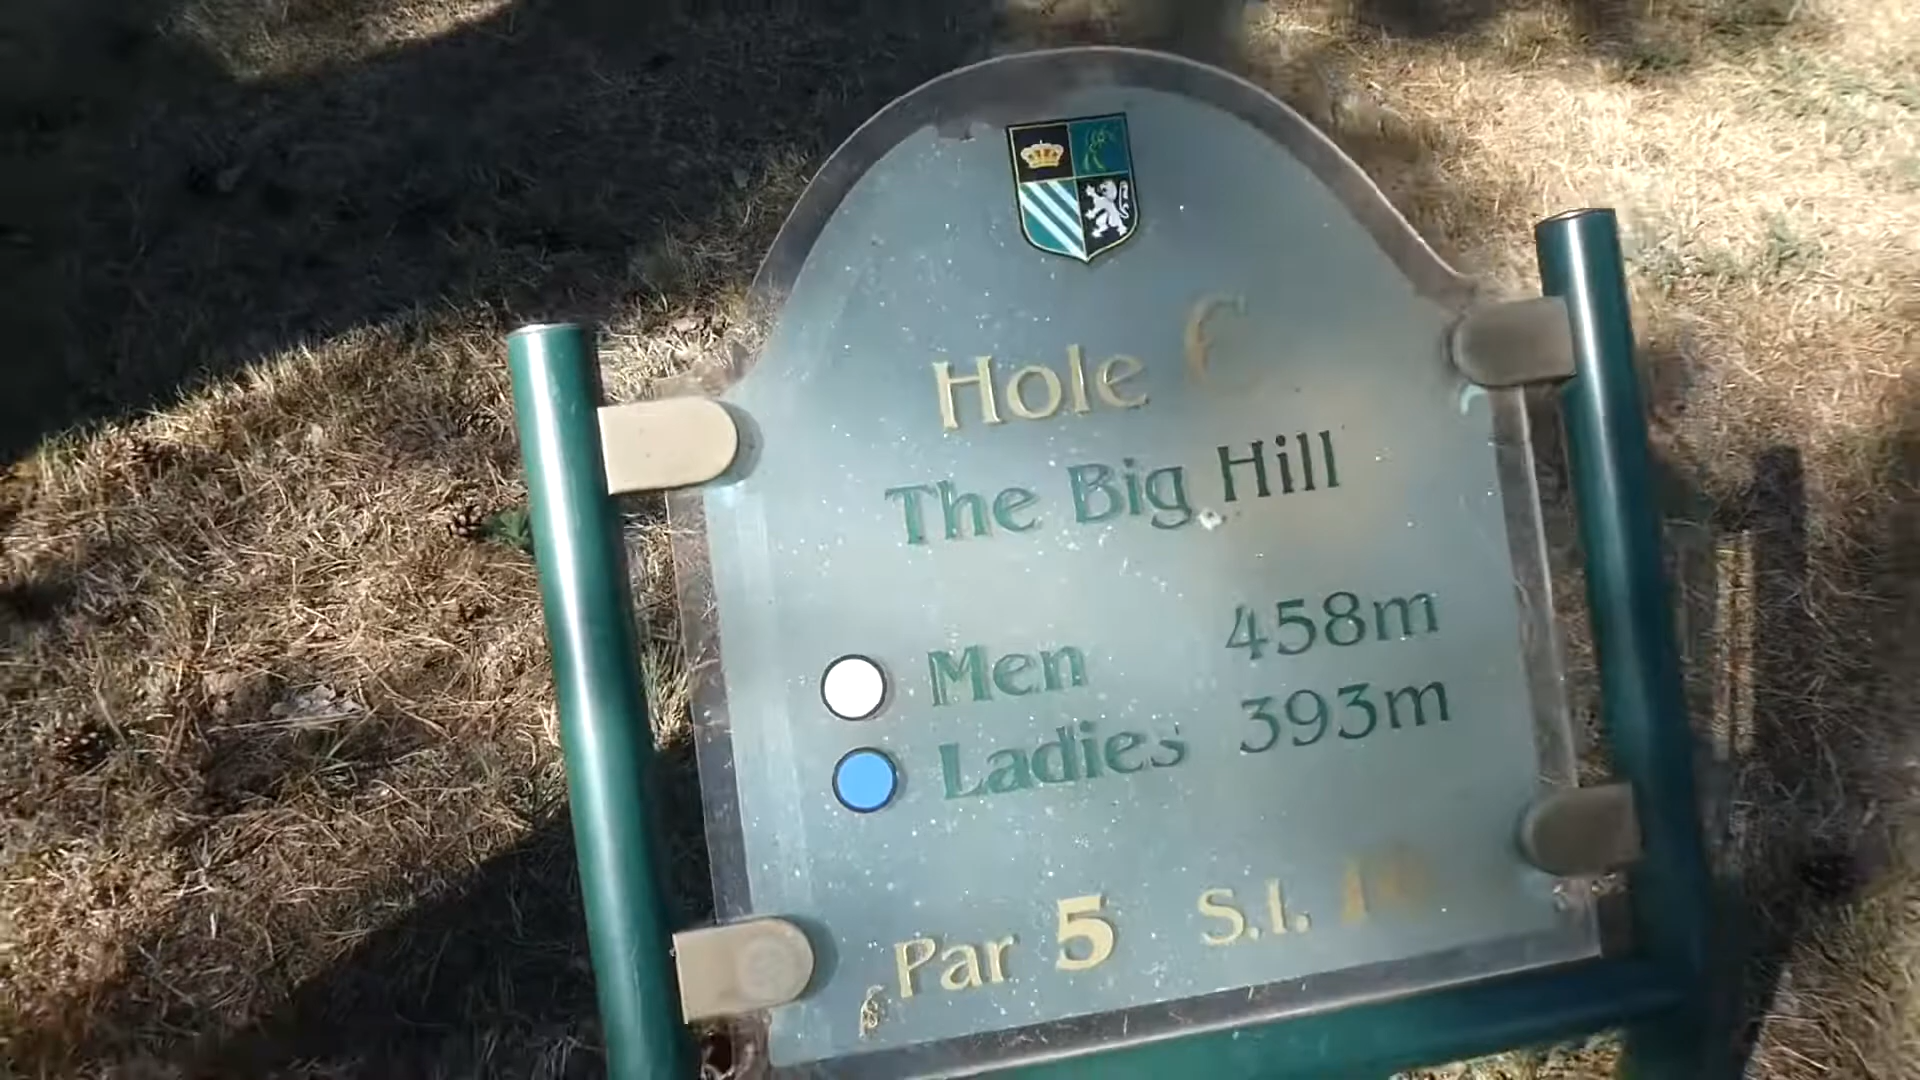 Hole
The Big Hill
Men 458m
Ladies 393m
Par 5 S.I.